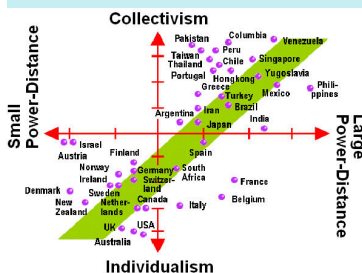 Collectivism
Pakistan
Columbia
Venezuela
Taiwan
Peru
Thailand
Chile
Singapore
Portugal
Hongkong
Yugoslavia
Greece
Mexico
Phili-
ppines
Turkey
Iran
Brazil
Argentina
Japan
India
Small
Power-Distance
Large
Power-Distance
Israel
Austria
Spain
Finland
Norway
Germany
South
Africa
Ireland
Switzer-
land
France
Denmark
Sweden
New
Zealand
Nether-
lands
Canada
Italy
Belgium
UK
USA
Australia
Individualism